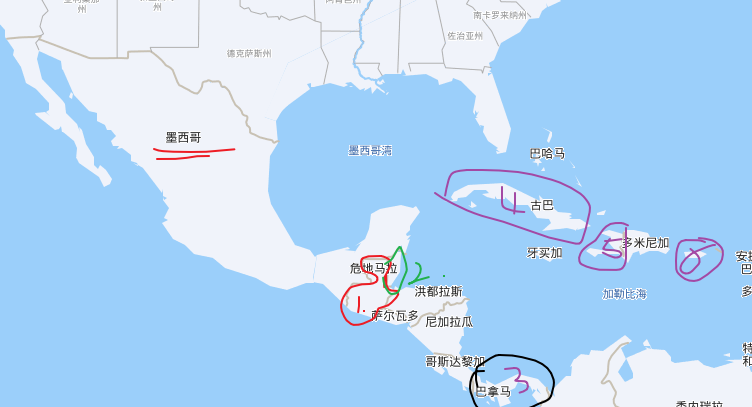 南卡罗来纳州
佐治亚州
德克萨斯州
墨西哥
墨西哥湾
巴哈马
4
古巴
5
多米尼加
6
牙买加
危地马拉
2
洪都拉斯
加勒比海
1
萨尔瓦多
尼加拉瓜
哥斯达黎加
3
巴拿马
委内瑞拉